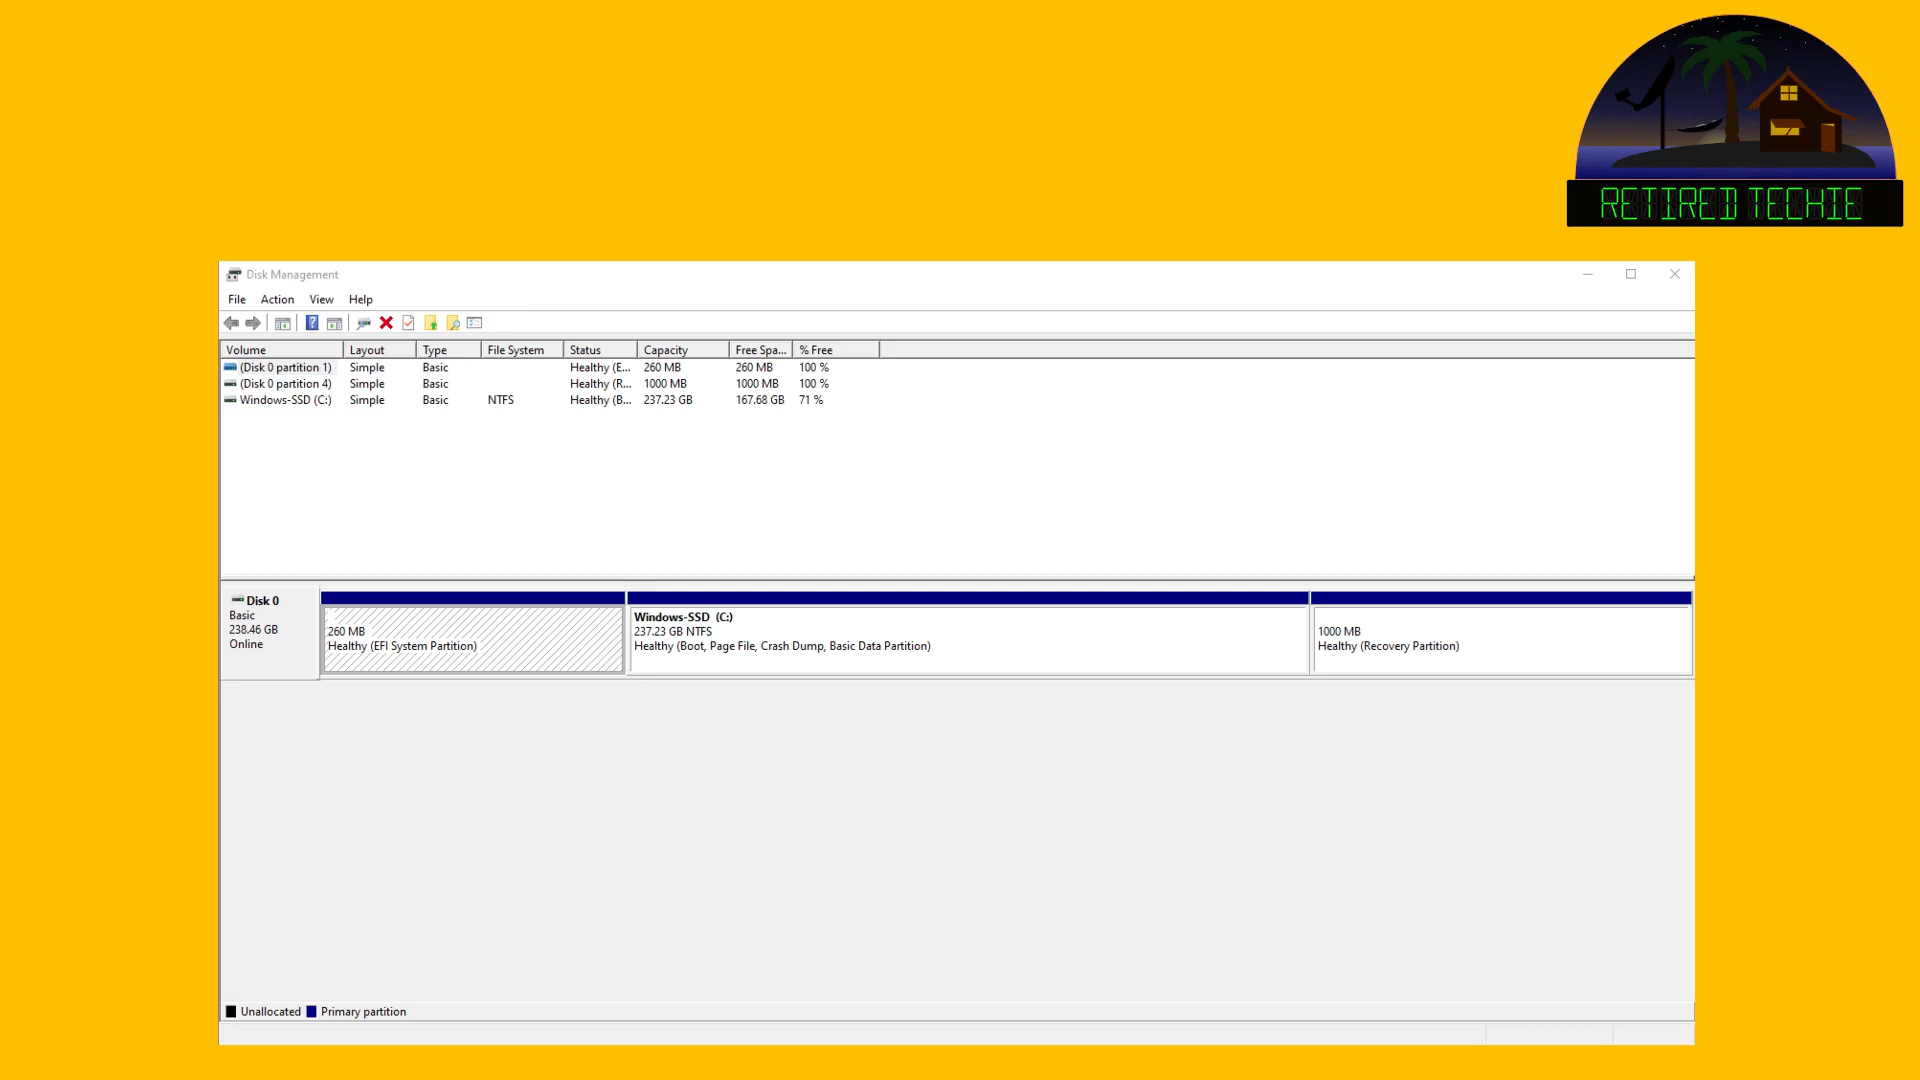 RETIRED TECHIE
Disk Management
File Action View Help
Volume Layout Type File System Status Capacity Free Spa... % Free
(Disk 0 partition 1) Simple Basic Healthy (E... 260 MB 260 MB 100 %
(Disk 0 partition 4) Simple Basic Healthy (R... 1000 MB 1000 MB 100 %
Windows-SSD (C:) Simple Basic NTFS Healthy (B... 237.23 GB 167.68 GB 71 %
Disk 0
Basic
238.46 GB
Online
260 MB
Healthy (EFI System Partition)
Windows-SSD (C:)
237.23 GB NTFS
Healthy (Boot, Page File, Crash Dump, Basic Data Partition)
1000 MB
Healthy (Recovery Partition)
Unallocated Primary partition